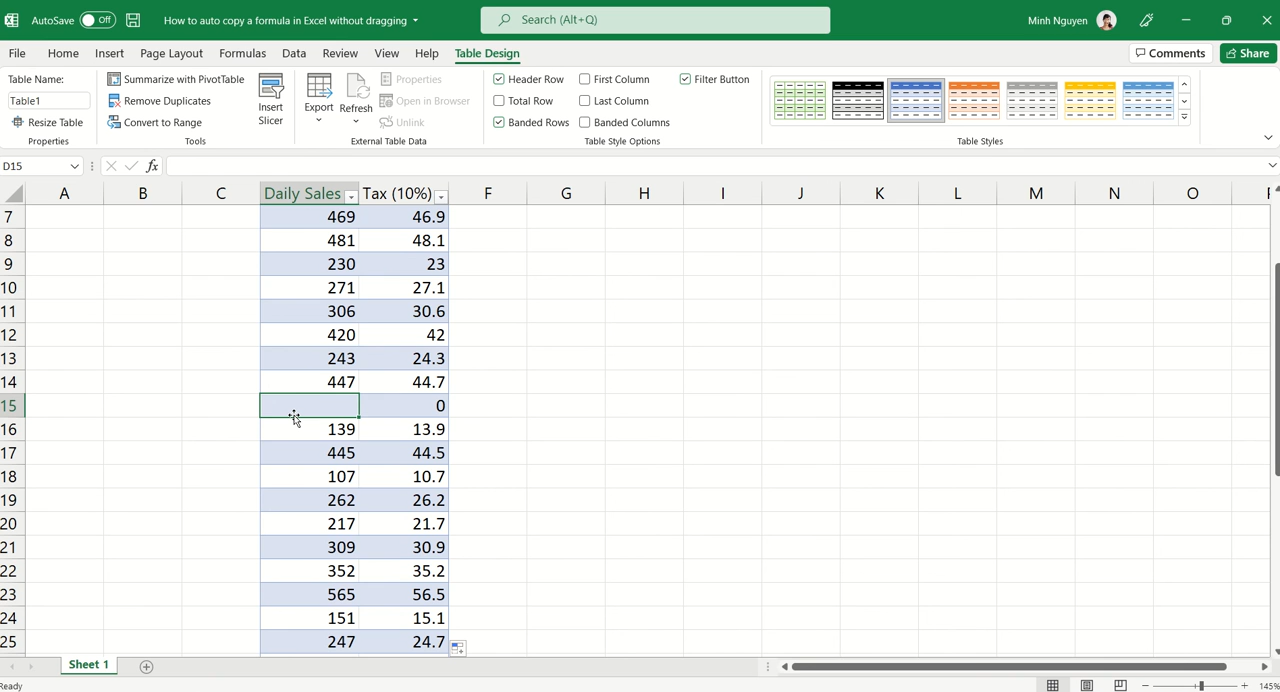 AutoSave Off How to auto copy a formula in Excel without dragging Search (Alt+Q) Minh Nguyen
File Home Insert Page Layout Formulas Data Review View Help Table Design Comments Share
Table Name: Summarize with PivotTable Properties Header Row First Column Filter Button
Table1 Remove Duplicates Insert Slicer Export Refresh Open in Browser Total Row Last Column
Resize Table Convert to Range Unlink Banded Rows Banded Columns
Properties Tools External Table Data Table Style Options Table Styles
D15 fx
A B C Daily Sales Tax (10%) F G H I J K L M N O
7 469 46.9
8 481 48.1
9 230 23
10 271 27.1
11 306 30.6
12 420 42
13 243 24.3
14 447 44.7
15 0
16 139 13.9
17 445 44.5
18 107 10.7
19 262 26.2
20 217 21.7
21 309 30.9
22 352 35.2
23 565 56.5
24 151 15.1
25 247 24.7
Sheet 1
Ready 145%